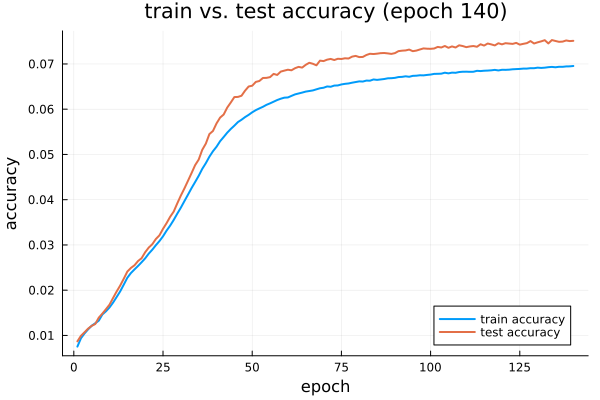 train vs. test accuracy (epoch 140)
accuracy
0.07
0.06
0.05
0.04
0.03
0.02
0.01
train accuracy
test accuracy
0
25
50
75
100
125
epoch